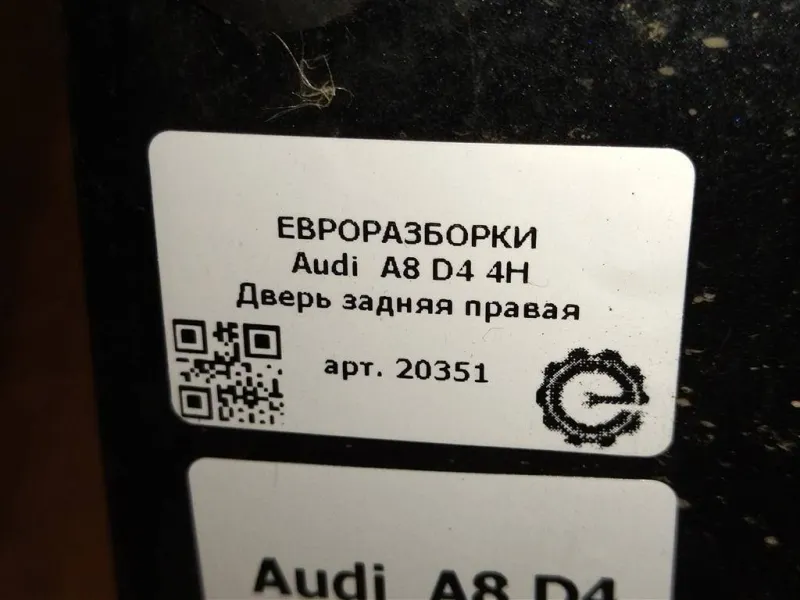 ЕВРОРАЗБОРКИ
Audi A8 D4 4H
Дверь задняя правая
арт. 20351
Audi A8 D4